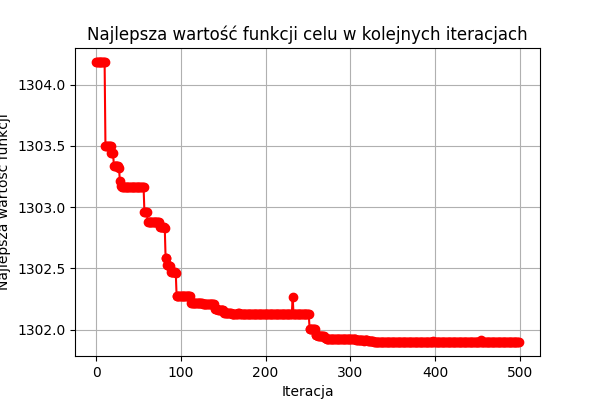 Najlepsza wartość funkcji celu w kolejnych iteracjach
Najlepsza wartość funkcji
1304.0
1303.5
1303.0
1302.5
1302.0
0 100 200 300 400 500
Iteracja